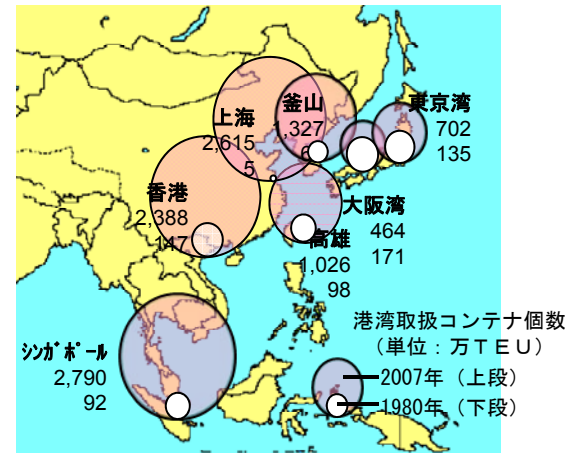 釜山
1,327
6
東京湾
702
135
上海
2,615
5
香港
2,388
147
大阪湾
464
171
高雄
1,026
98
シンガポール
2,790
92
港湾取扱コンテナ個数
（単位：万ＴＥＵ）
2007年（上段）
1980年（下段）